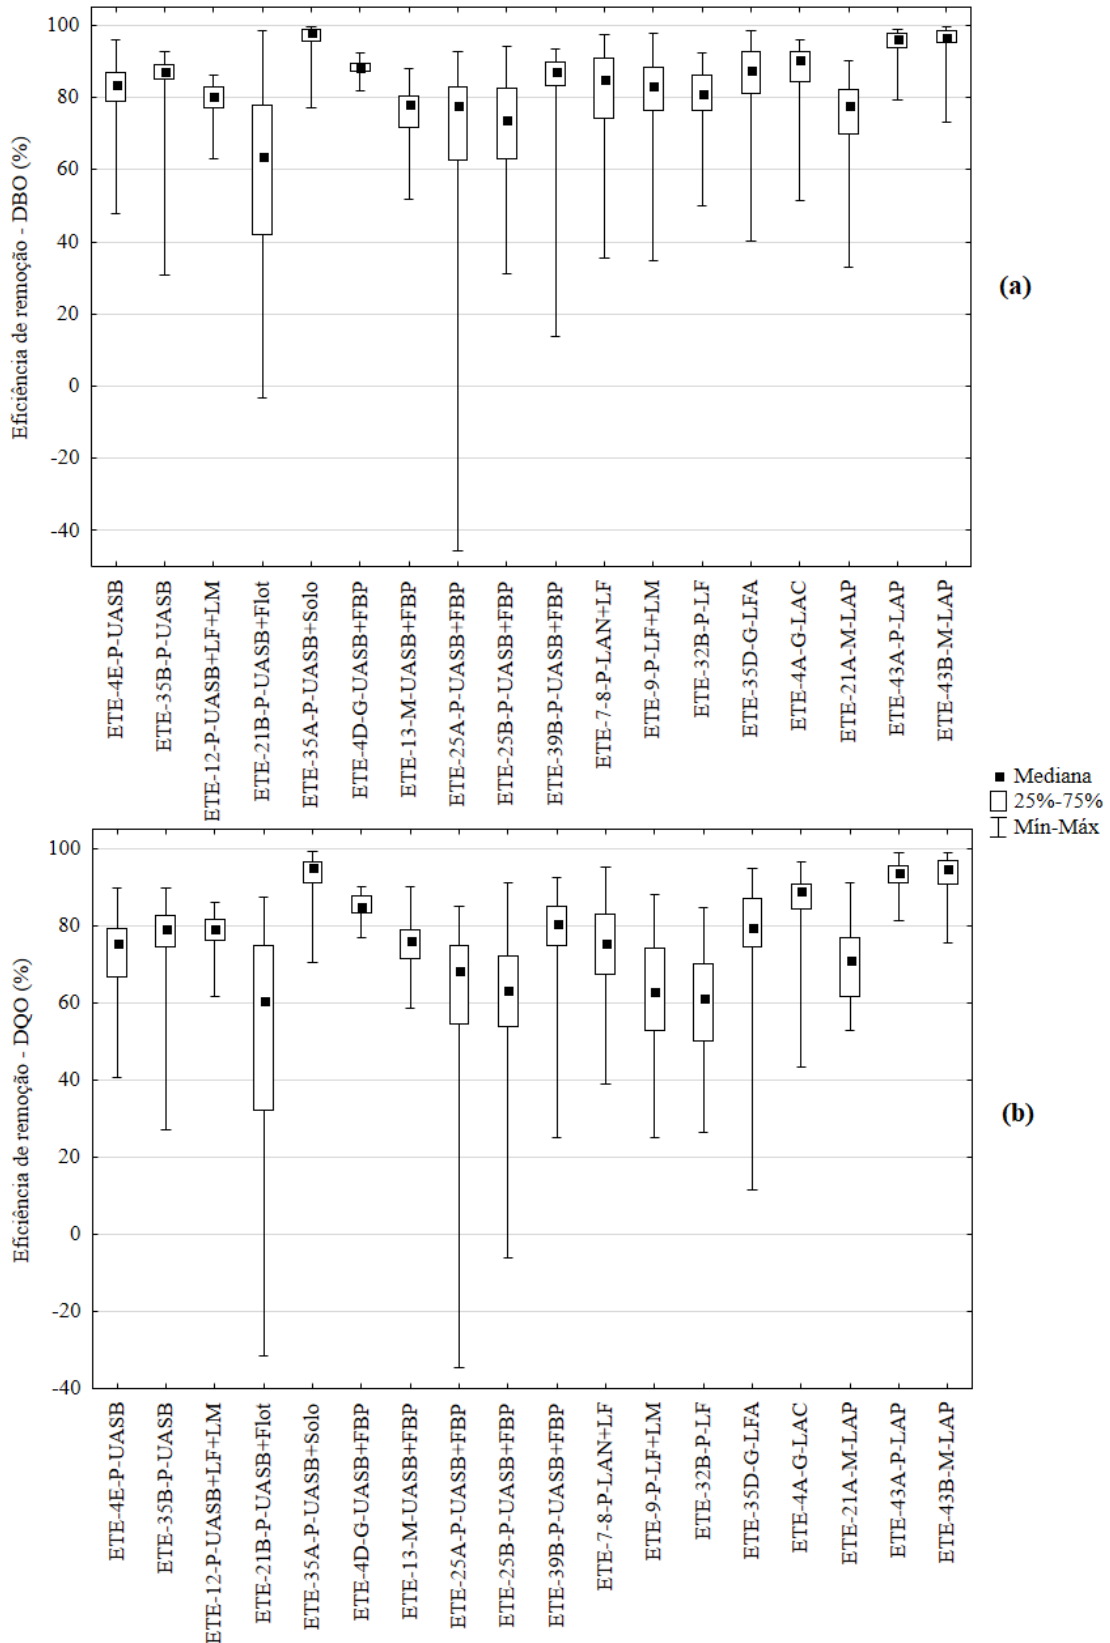 100
80
60
40
20
0
-20
-40
Eficiência de remoção - DBO (%)
(a)
ETE-4E-P-UASB
ETE-35B-P-UASB
ETE-12-P-UASB+LF+LM
ETE-21B-P-UASB+Flot
ETE-35A-P-UASB+Solo
ETE-4D-G-UASB+FBP
ETE-13-M-UASB+FBP
ETE-25A-P-UASB+FBP
ETE-25B-P-UASB+FBP
ETE-39B-P-UASB+FBP
ETE-7-8-P-LAN+LF
ETE-9-P-LF+LM
ETE-32B-P-LF
ETE-35D-G-LFA
ETE-4A-G-LAC
ETE-21A-M-LAP
ETE-43A-P-LAP
ETE-43B-M-LAP
Mediana
25%-75%
Mín-Máx
100
80
60
40
20
0
-20
-40
Eficiência de remoção - DQO (%)
(b)
ETE-4E-P-UASB
ETE-35B-P-UASB
ETE-12-P-UASB+LF+LM
ETE-21B-P-UASB+Flot
ETE-35A-P-UASB+Solo
ETE-4D-G-UASB+FBP
ETE-13-M-UASB+FBP
ETE-25A-P-UASB+FBP
ETE-25B-P-UASB+FBP
ETE-39B-P-UASB+FBP
ETE-7-8-P-LAN+LF
ETE-9-P-LF+LM
ETE-32B-P-LF
ETE-35D-G-LFA
ETE-4A-G-LAC
ETE-21A-M-LAP
ETE-43A-P-LAP
ETE-43B-M-LAP